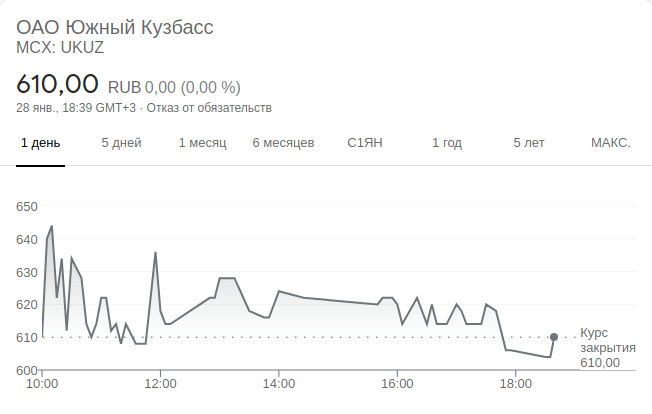 ОАО Южный Кузбасс
MCX: UKUZ
610,00 RUB 0,00 (0,00 %)
28 янв., 18:39 GMT+3 · Отказ от обязательств
1 день 5 дней 1 месяц 6 месяцев С1ЯН 1 год 5 лет МАКС.
650
640
630
620
610
600
Курс
закрытия
610,00
10:00 12:00 14:00 16:00 18:00